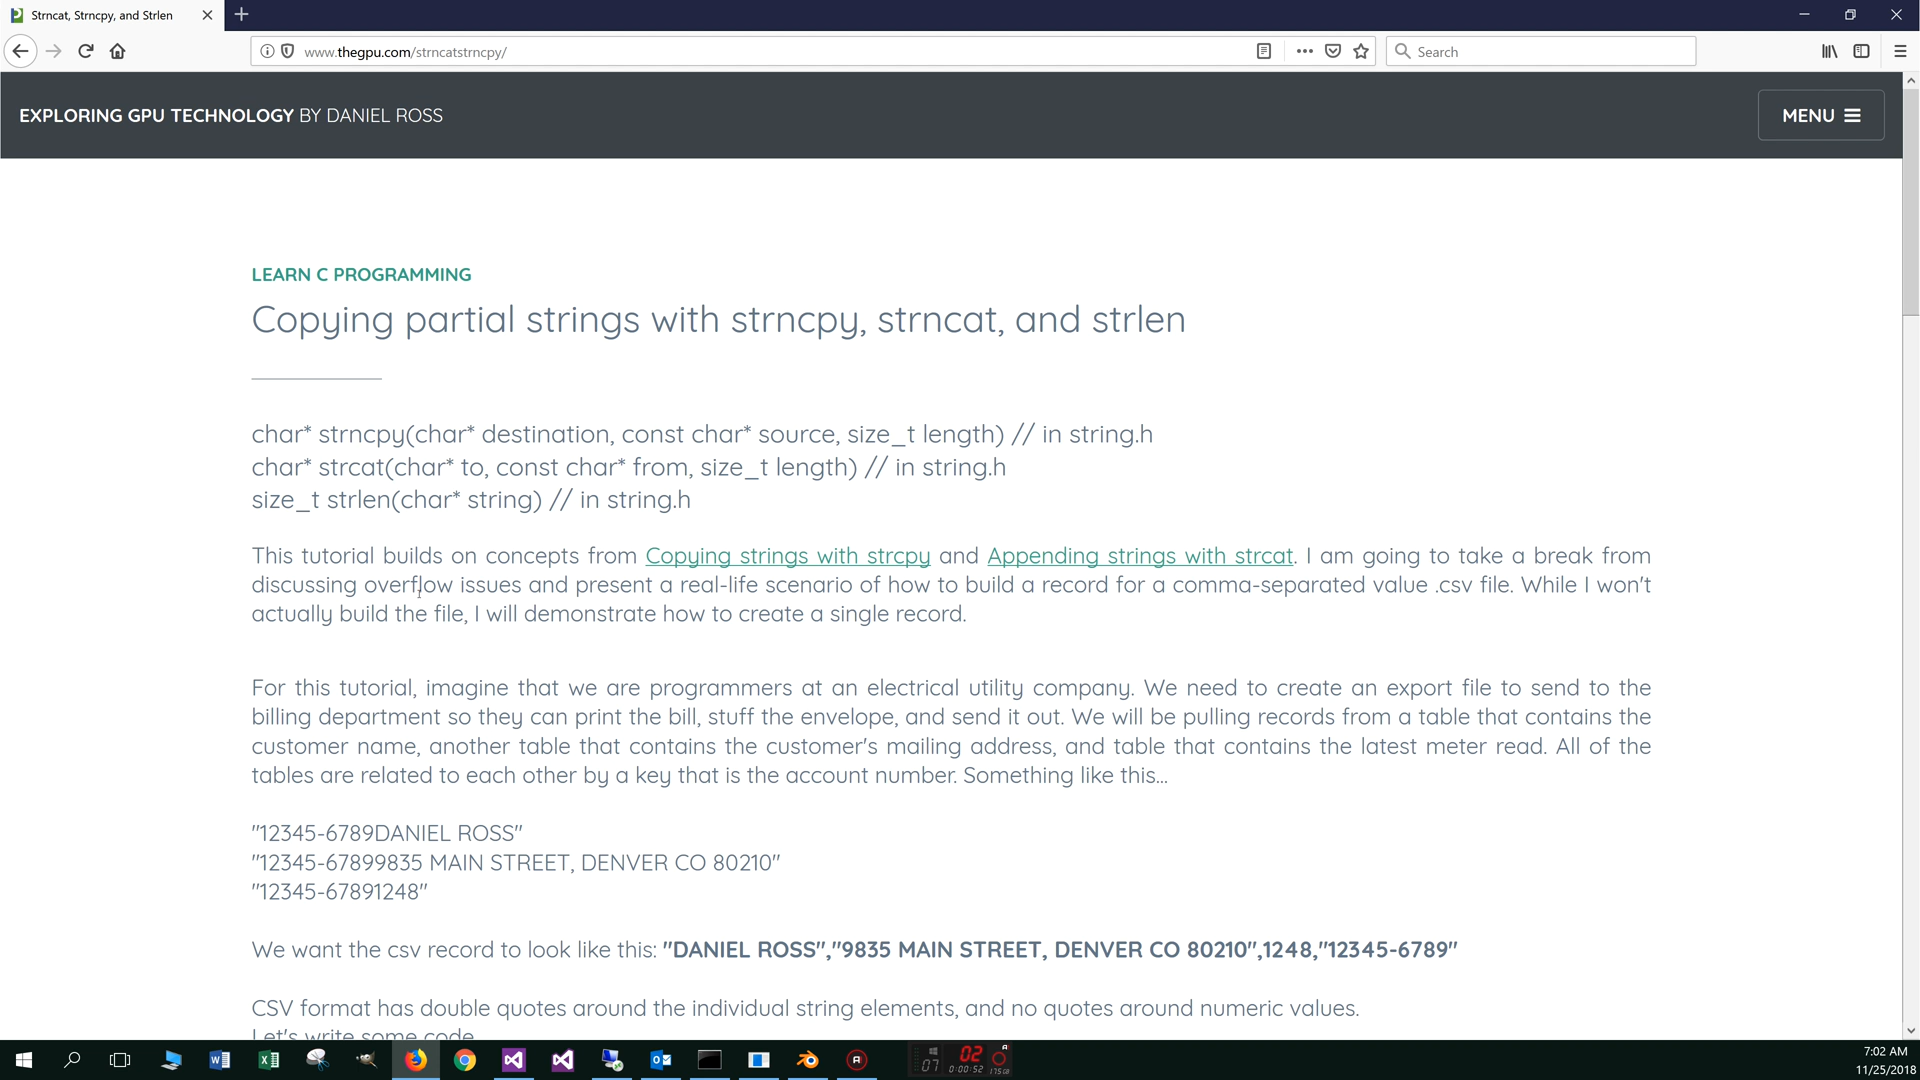 Strncat, Strncpy, and Strlen
www.thegpu.com/strncatstrncpy/
Search
EXPLORING GPU TECHNOLOGY BY DANIEL ROSS
MENU
LEARN C PROGRAMMING
Copying partial strings with strncpy, strncat, and strlen
char* strncpy(char* destination, const char* source, size_t length) // in string.h
char* strcat(char* to, const char* from, size_t length) // in string.h
size_t strlen(char* string) // in string.h
This tutorial builds on concepts from Copying strings with strcpy and Appending strings with strcat. I am going to take a break from
discussing overflow issues and present a real-life scenario of how to build a record for a comma-separated value .csv file. While I won't
actually build the file, I will demonstrate how to create a single record.
For this tutorial, imagine that we are programmers at an electrical utility company. We need to create an export file to send to the
billing department so they can print the bill, stuff the envelope, and send it out. We will be pulling records from a table that contains the
customer name, another table that contains the customer's mailing address, and table that contains the latest meter read. All of the
tables are related to each other by a key that is the account number. Something like this...
"12345-6789DANIEL ROSS"
"12345-67899835 MAIN STREET, DENVER CO 80210"
"12345-67891248"
We want the csv record to look like this: "DANIEL ROSS","9835 MAIN STREET, DENVER CO 80210",1248,"12345-6789"
CSV format has double quotes around the individual string elements, and no quotes around numeric values.
Let's write some code
07
02
0:00:52
175GB
7:02 AM
11/25/2018